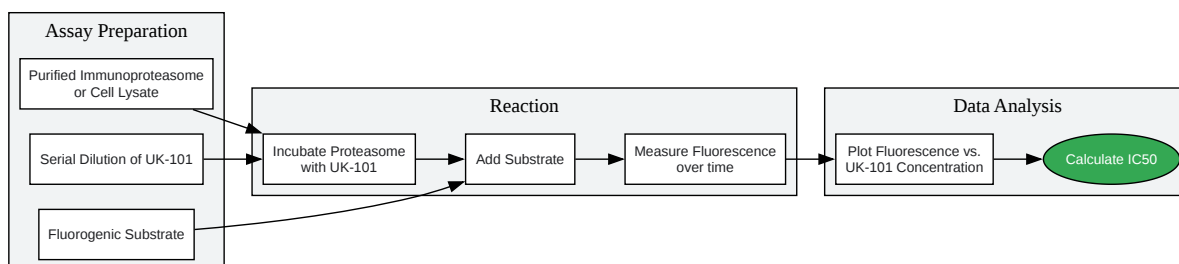 Assay Preparation
Purified Immunoproteasome
or Cell Lysate
Serial Dilution of UK-101
Fluorogenic Substrate
Reaction
Incubate Proteasome
with UK-101
Add Substrate
Measure Fluorescence
over time
Data Analysis
Plot Fluorescence vs.
UK-101 Concentration
Calculate IC50